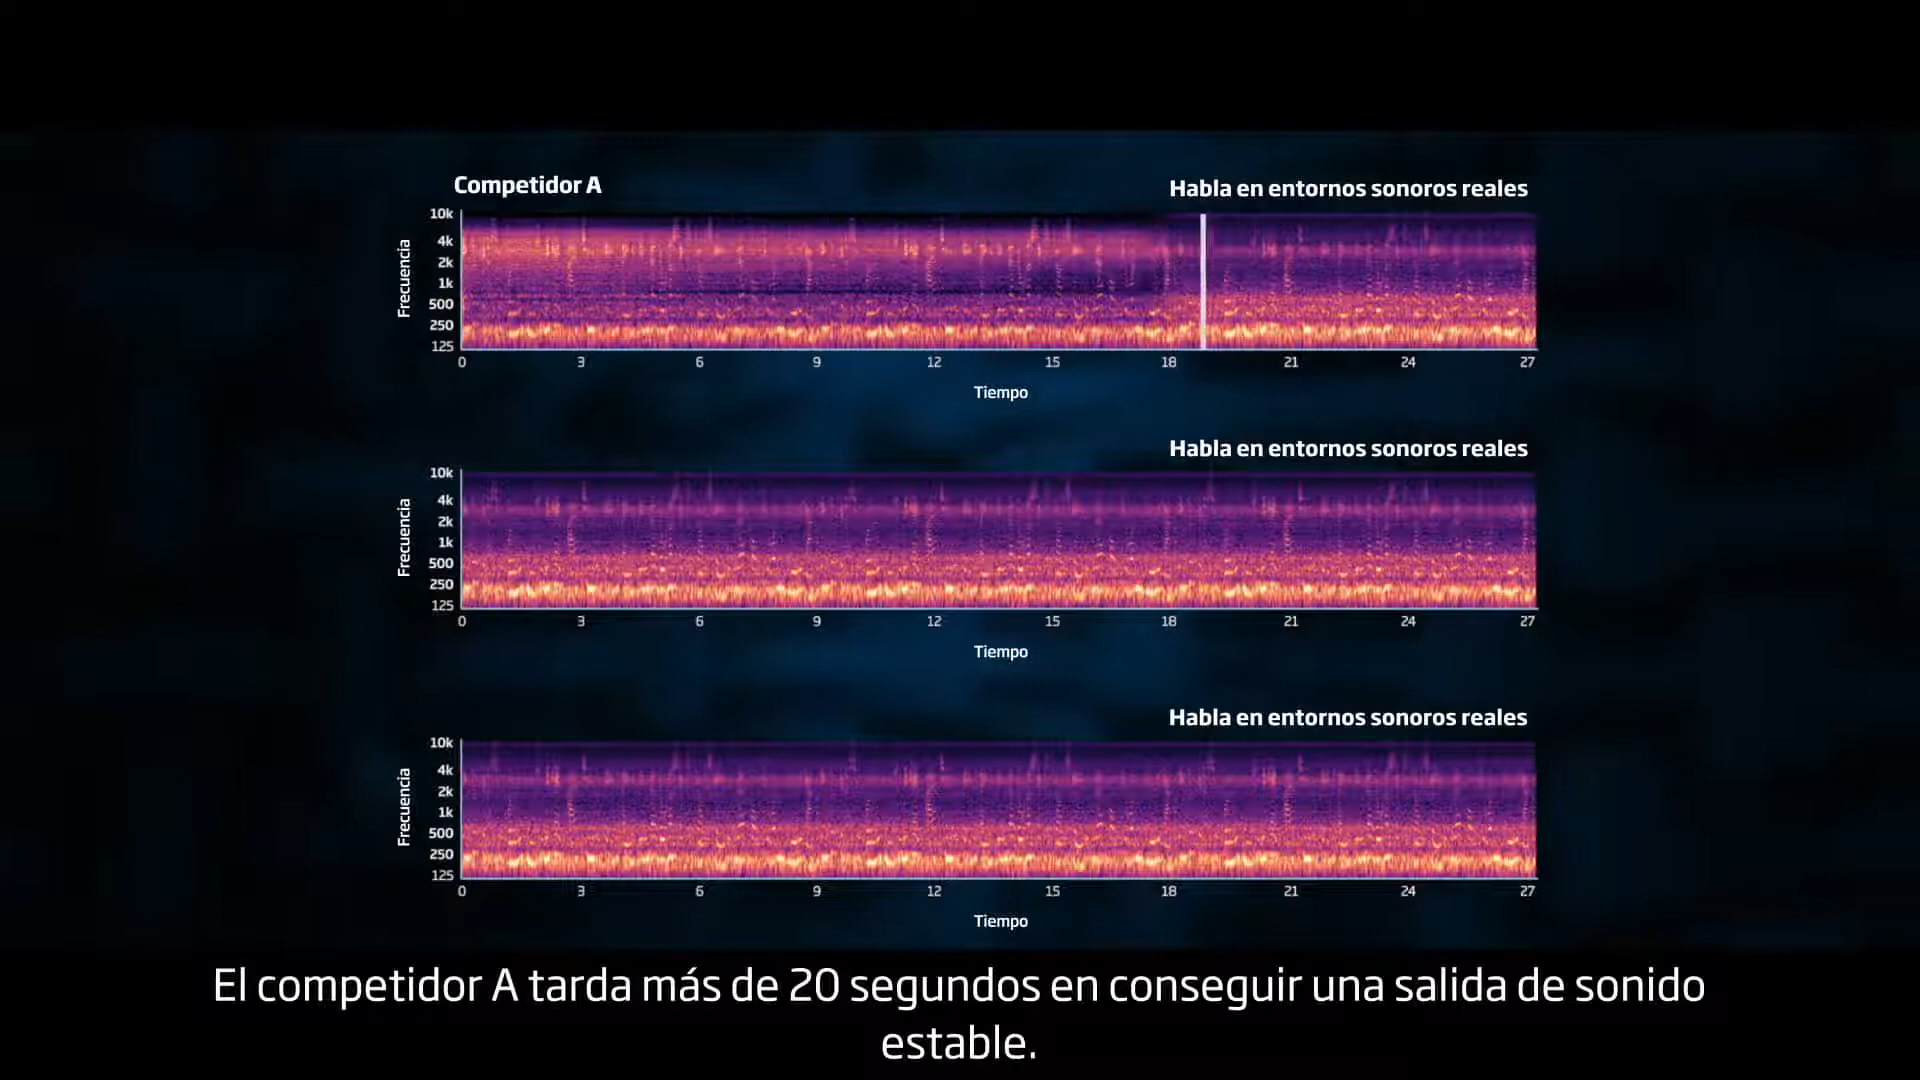 Competidor A
Habla en entornos sonoros reales
Frecuencia
10k
4k
2k
1k
500
250
125
0 3 6 9 12 15 18 21 24 27
Tiempo
Habla en entornos sonoros reales
Frecuencia
10k
4k
2k
1k
500
250
125
0 3 6 9 12 15 18 21 24 27
Tiempo
Habla en entornos sonoros reales
Frecuencia
10k
4k
2k
1k
500
250
125
0 3 6 9 12 15 18 21 24 27
Tiempo
El competidor A tarda más de 20 segundos en conseguir una salida de sonido
estable.